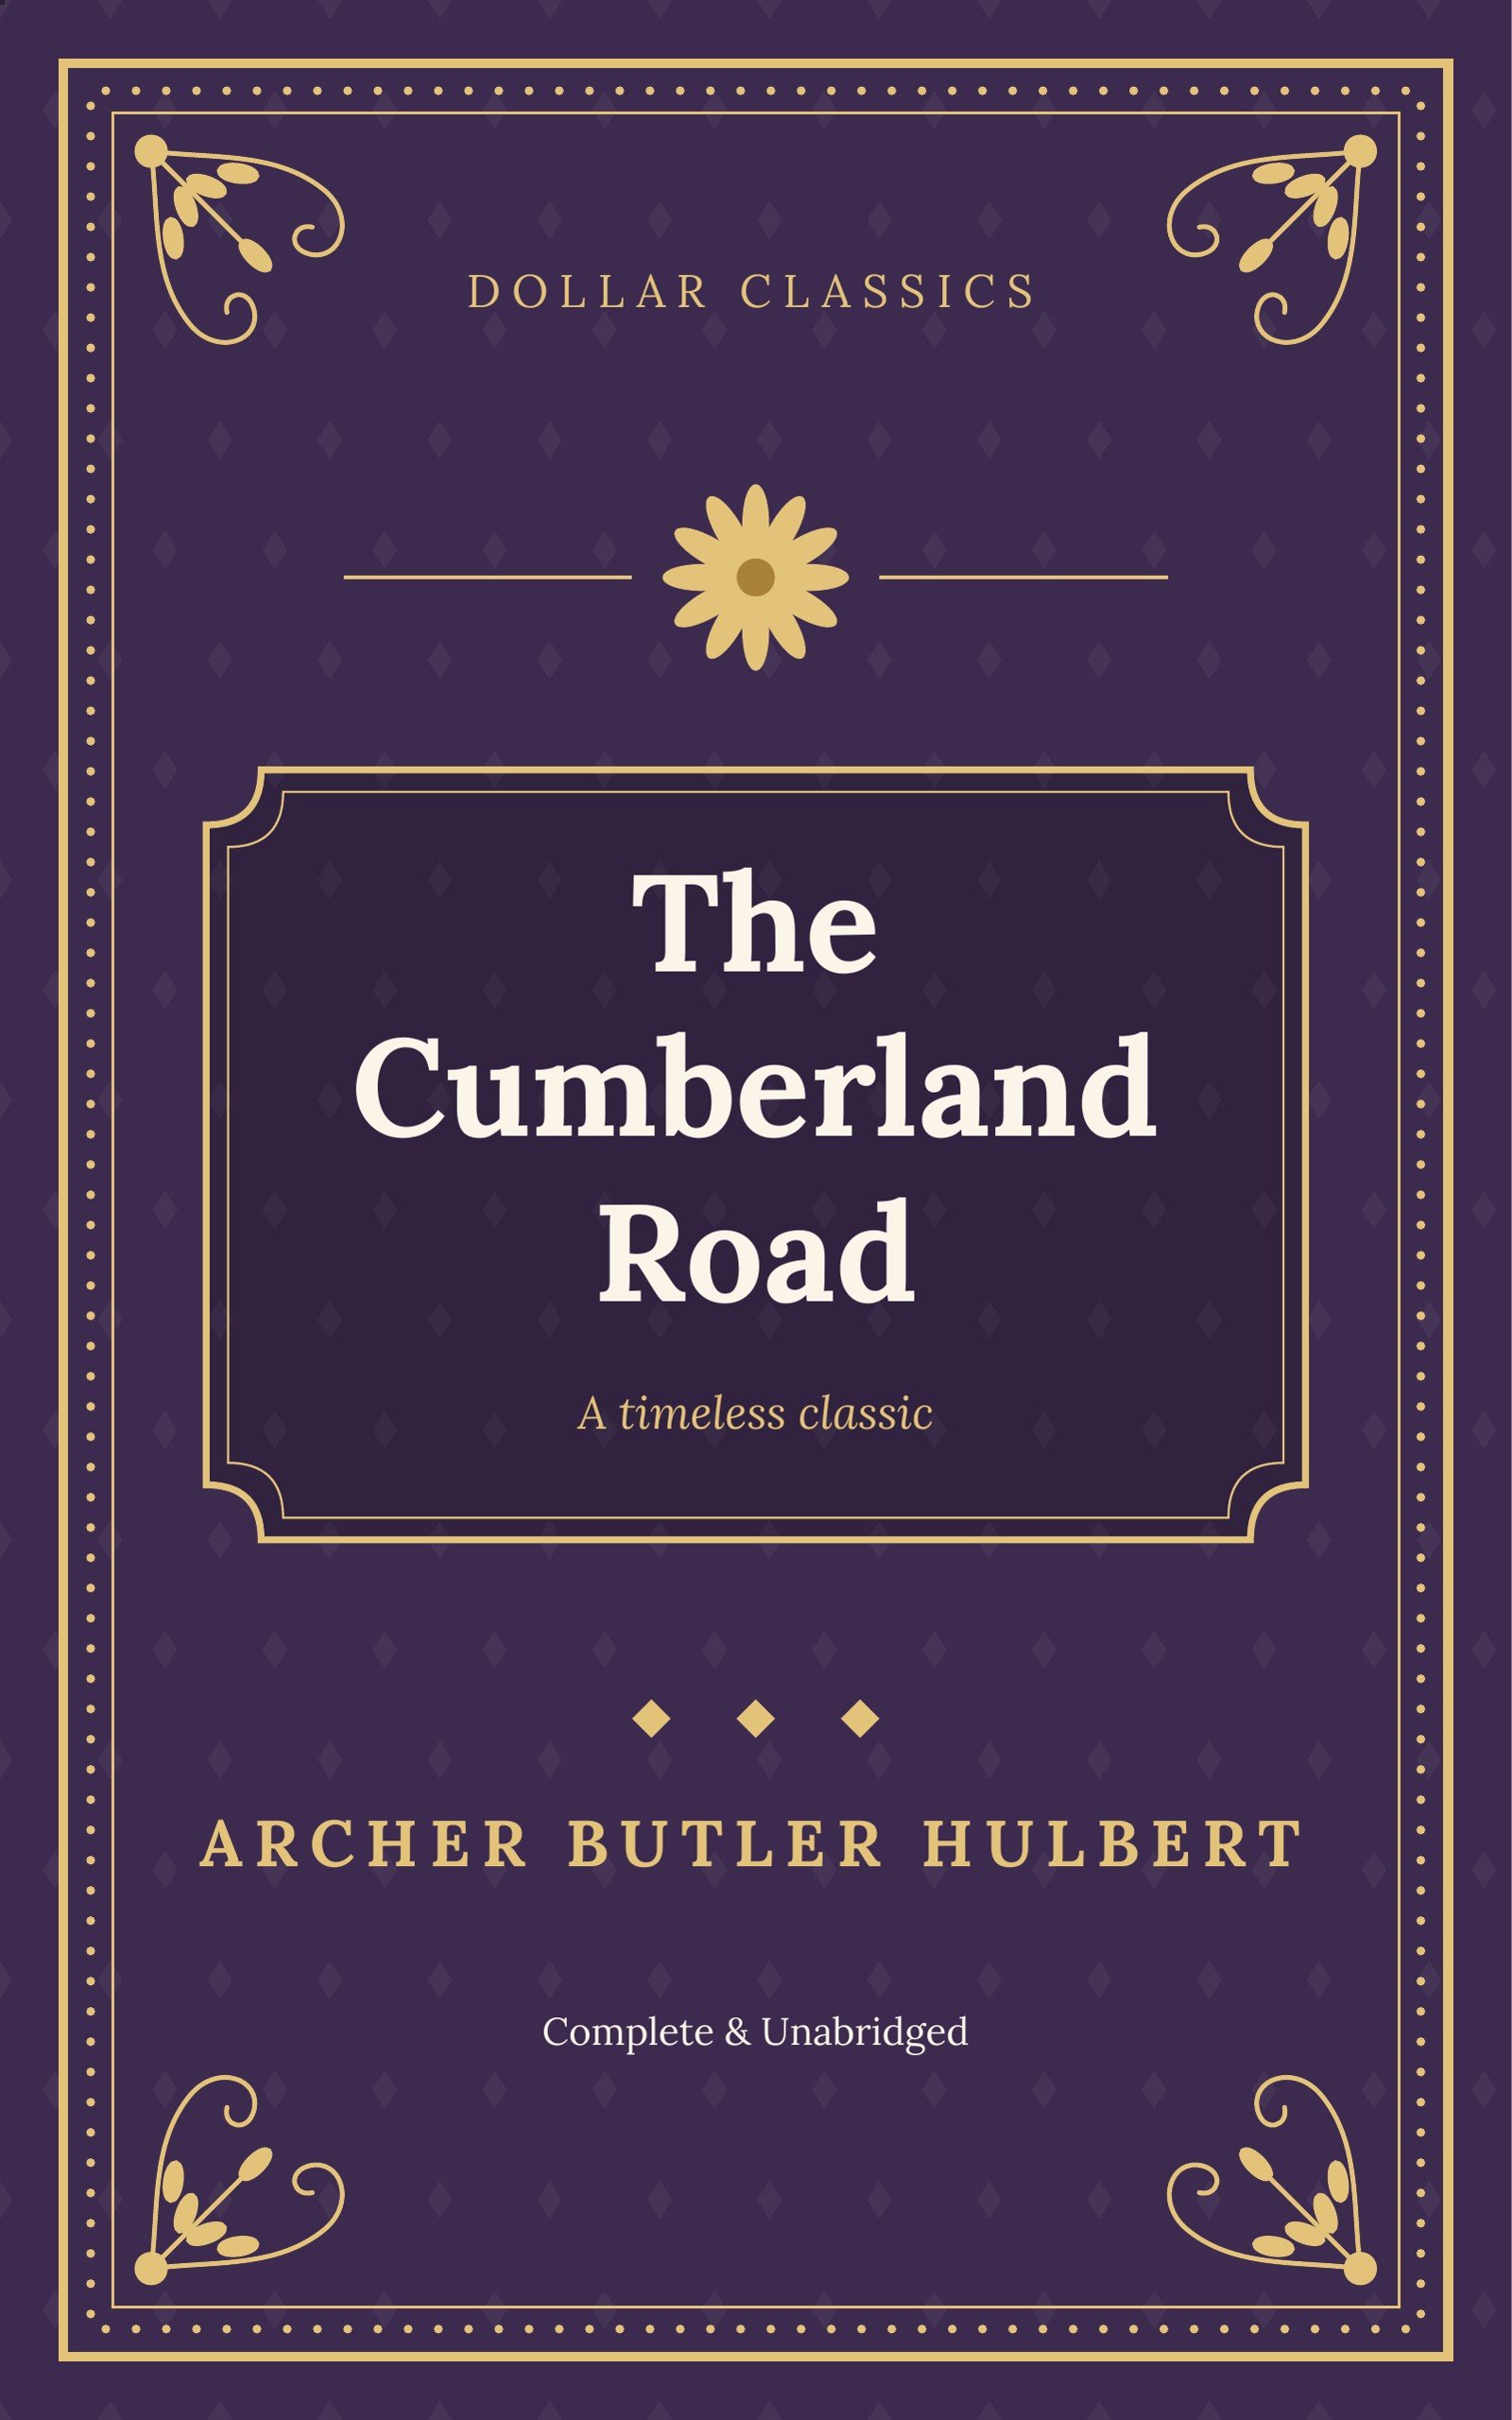 DOLLAR CLASSICS
The
Cumberland
Road
A timeless classic
ARCHER BUTLER HULBERT
Complete & Unabridged